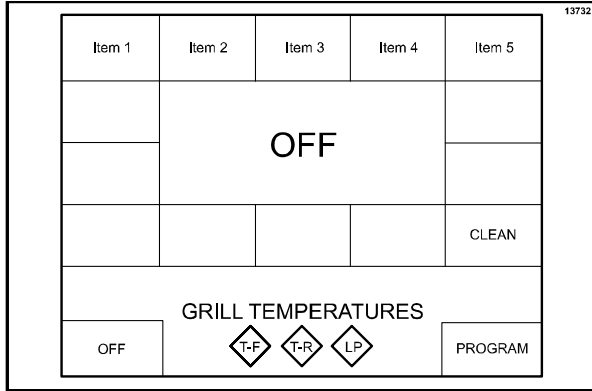 13732
Item 1 Item 2 Item 3 Item 4 Item 5
OFF
CLEAN
GRILL TEMPERATURES
OFF T-F T-R LP PROGRAM